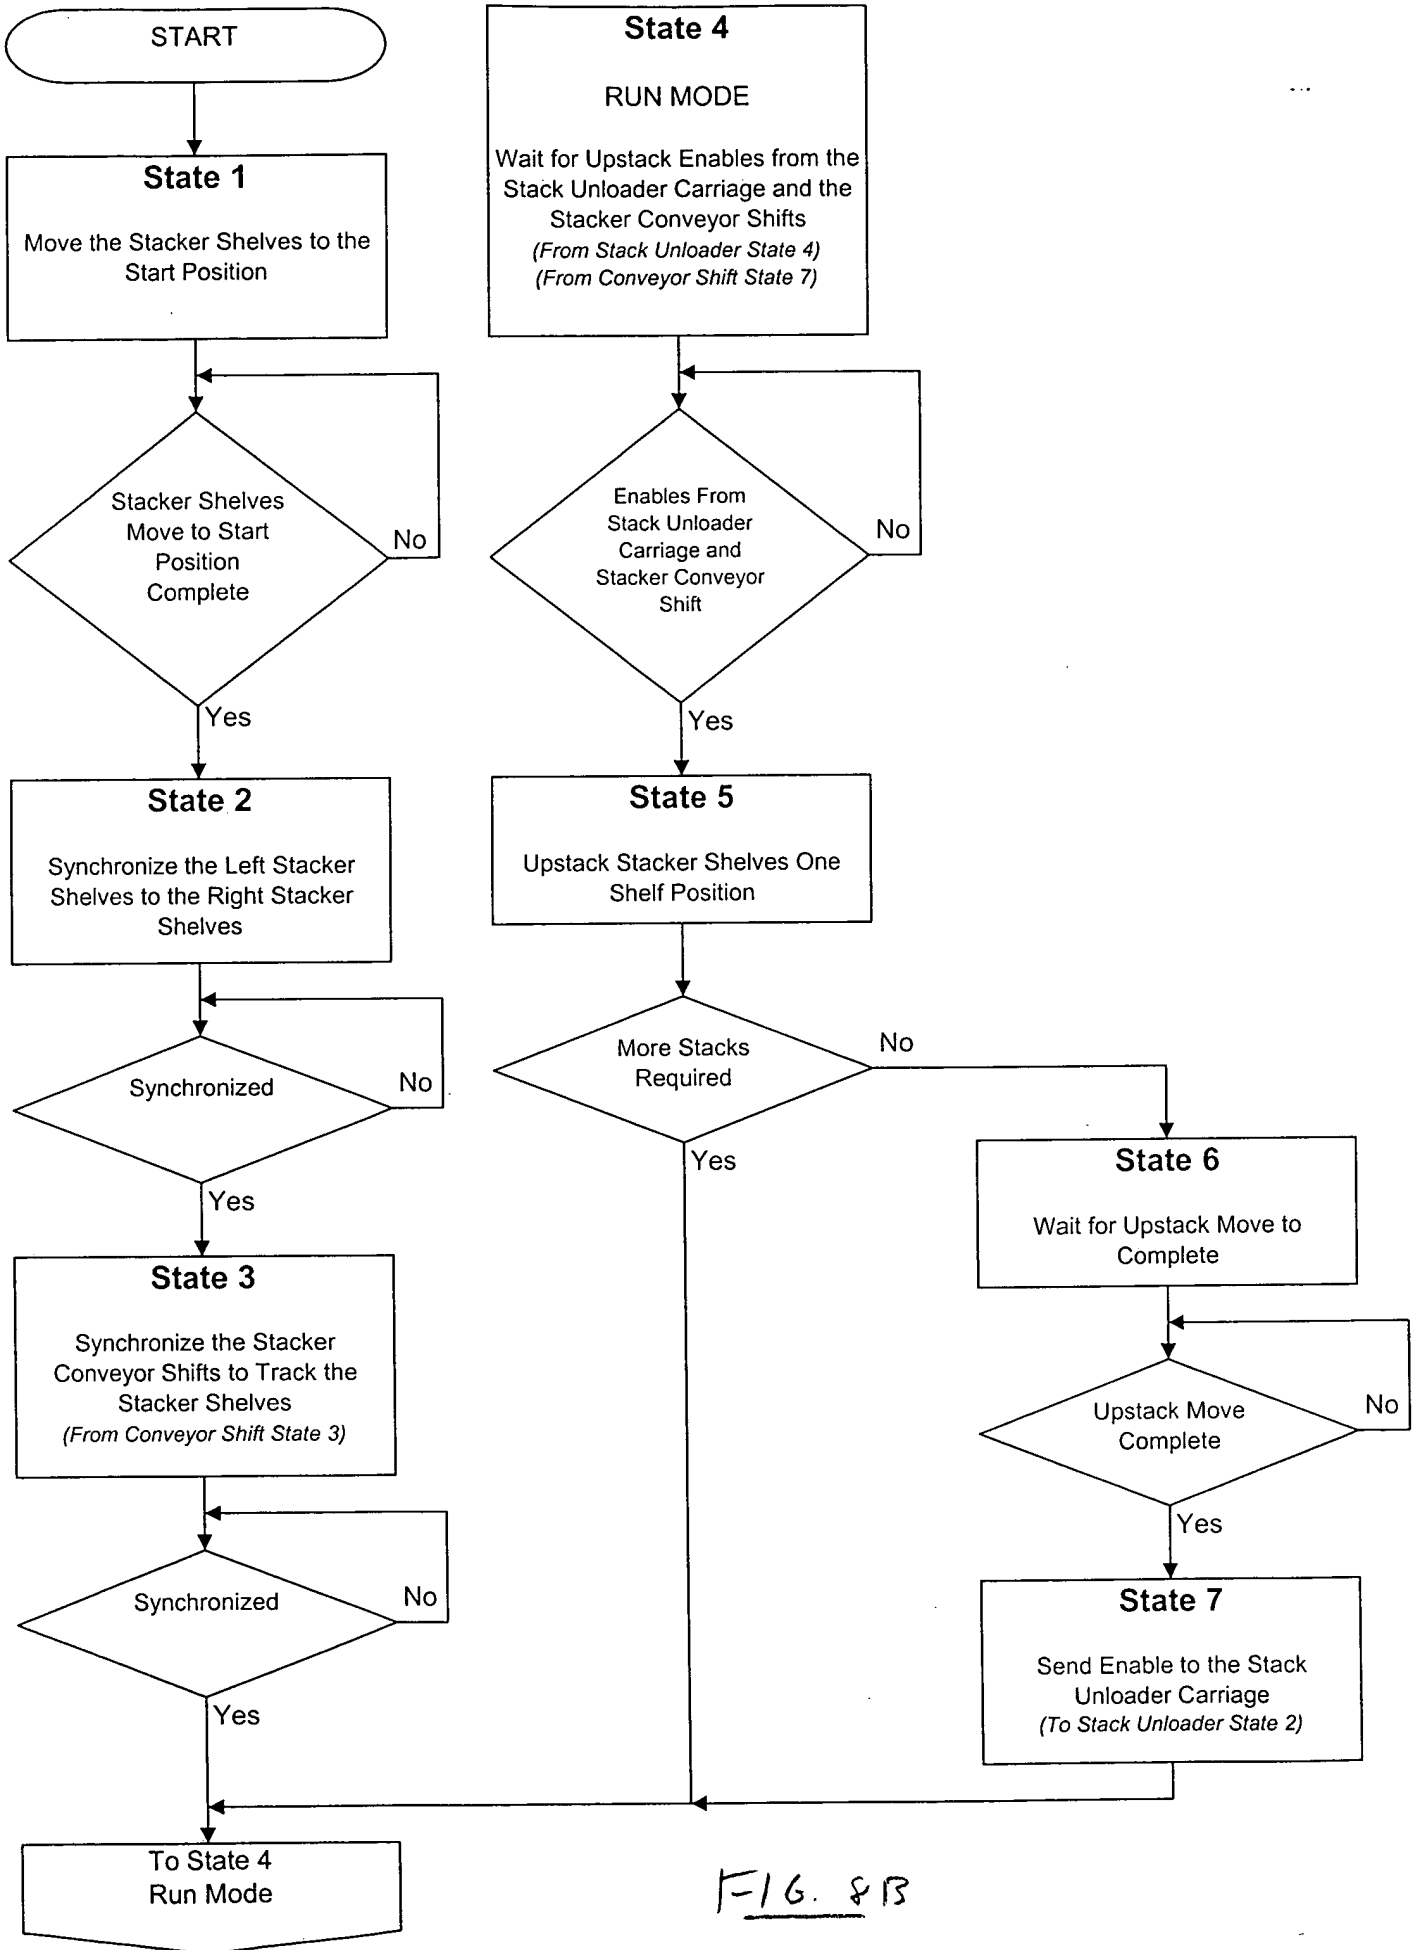 START
State 1
Move the Stacker Shelves to the
Start Position
Stacker Shelves
Move to Start
Position
Complete
No
Yes
State 2
Synchronize the Left Stacker
Shelves to the Right Stacker
Shelves
Synchronized
No
Yes
State 3
Synchronize the Stacker
Conveyor Shifts to Track the
Stacker Shelves
(From Conveyor Shift State 3)
Synchronized
No
Yes
To State 4
Run Mode
State 4
RUN MODE
Wait for Upstack Enables from the
Stack Unloader Carriage and the
Stacker Conveyor Shifts
(From Stack Unloader State 4)
(From Conveyor Shift State 7)
Enables From
Stack Unloader
Carriage and
Stacker Conveyor
Shift
No
Yes
State 5
Upstack Stacker Shelves One
Shelf Position
More Stacks
Required
No
Yes
State 6
Wait for Upstack Move to
Complete
Upstack Move
Complete
No
Yes
State 7
Send Enable to the Stack
Unloader Carriage
(To Stack Unloader State 2)
FIG. 8B